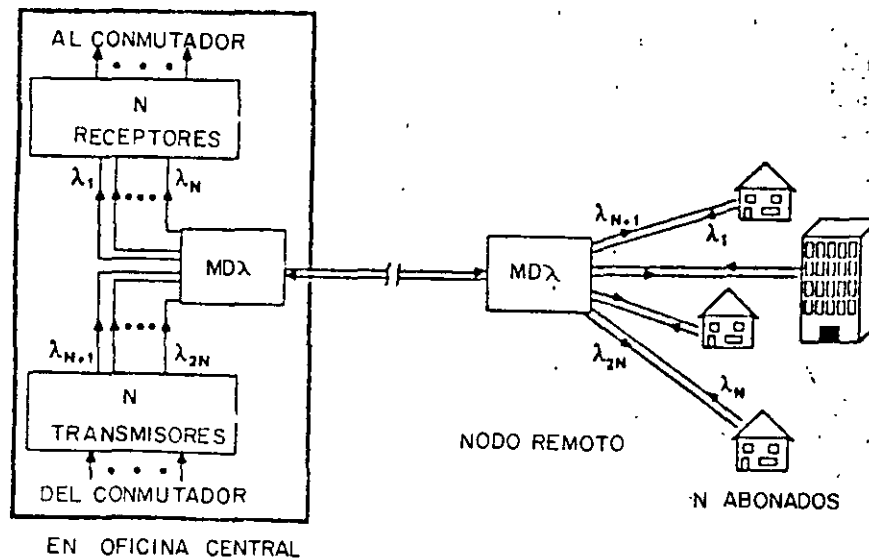 AL CONMUTADOR
N
RECEPTORES
λ1
λN
MDλ
λN+1
λ2N
N
TRANSMISORES
DEL CONMUTADOR
EN OFICINA CENTRAL
MDλ
λN+1
λ1
λ2N
λN
NODO REMOTO
N ABONADOS